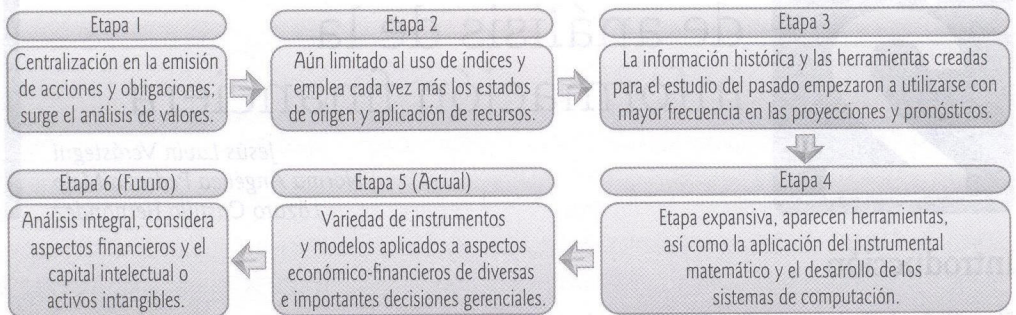 Etapa 1
Centralización en la emisión
de acciones y obligaciones;
surge el análisis de valores.
Etapa 2
Aún limitado al uso de índices y
emplea cada vez más los estados
de origen y aplicación de recursos.
Etapa 3
La información histórica y las herramientas creadas
para el estudio del pasado empezaron a utilizarse con
mayor frecuencia en las proyecciones y pronósticos.
Etapa 4
Etapa expansiva, aparecen herramientas,
así como la aplicación del instrumental
matemático y el desarrollo de los
sistemas de computación.
Etapa 5 (Actual)
Variedad de instrumentos
y modelos aplicados a aspectos
económico-financieros de diversas
e importantes decisiones gerenciales.
Etapa 6 (Futuro)
Análisis integral, considera
aspectos financieros y el
capital intelectual o
activos intangibles.